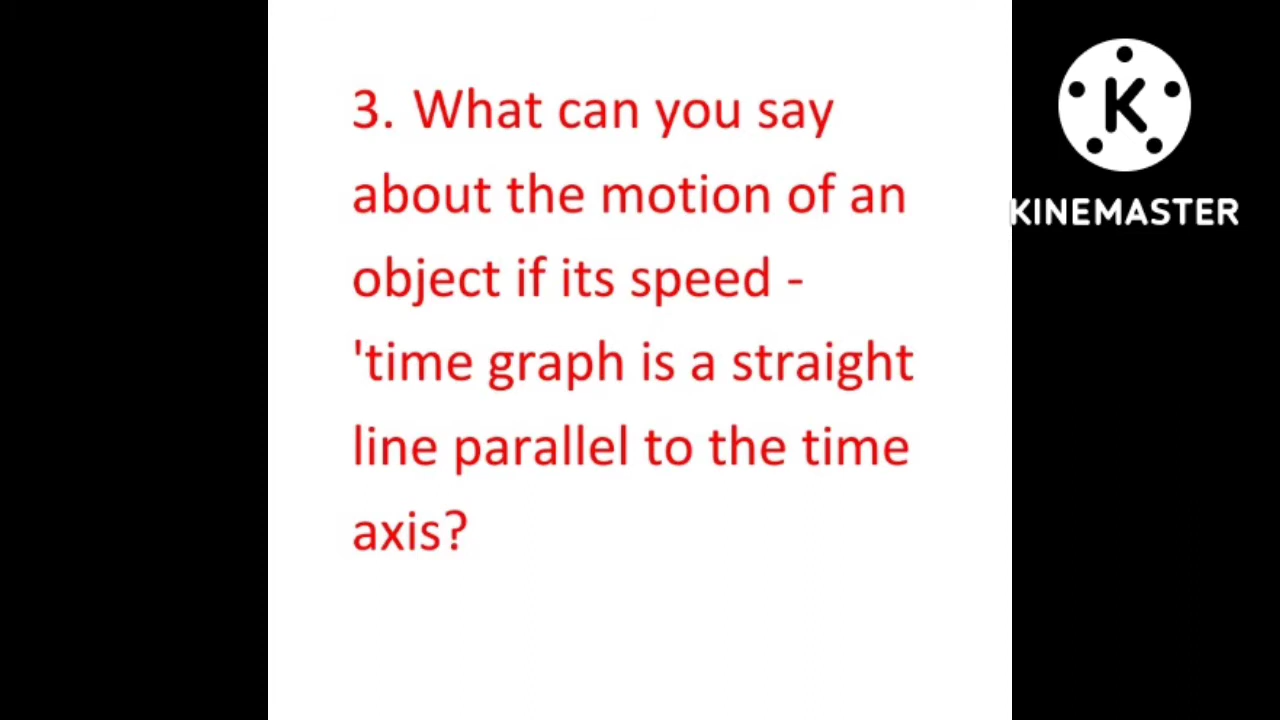 3. What can you say
about the motion of an
object if its speed -
'time graph is a straight
line parallel to the time
axis?
K
KINEMASTER